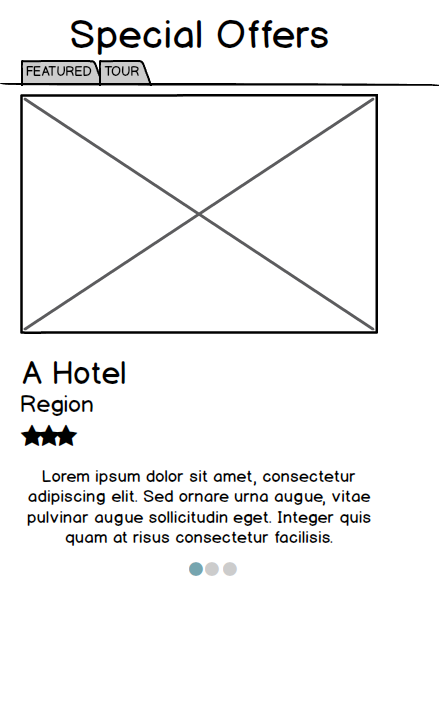 Special Offers
FEATURED TOUR
A Hotel
Region
Lorem ipsum dolor sit amet, consectetur
adipiscing elit. Sed ornare urna augue, vitae
pulvinar augue sollicitudin eget. Integer quis
quam at risus consectetur facilisis.